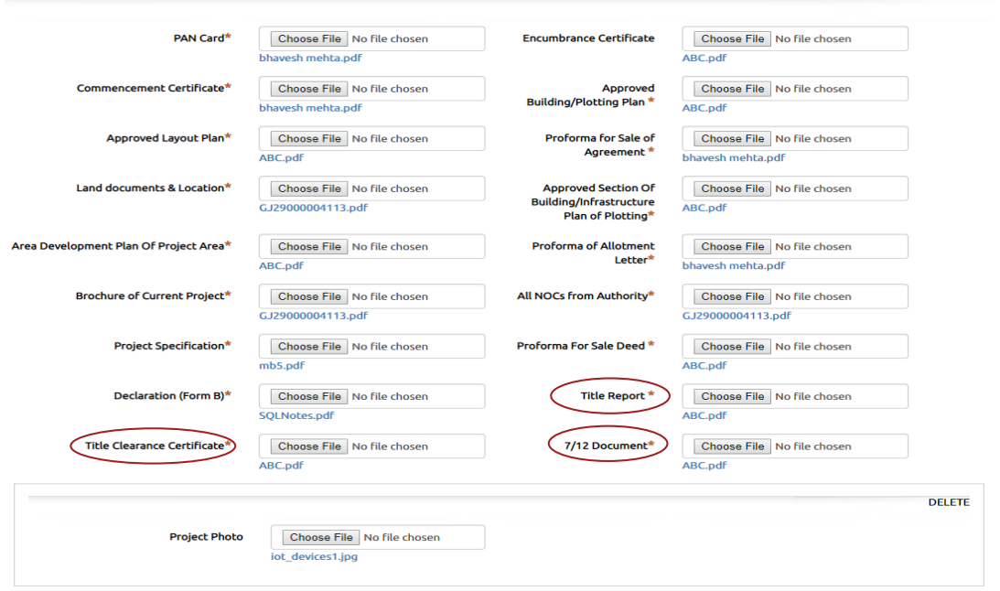 PAN Card* Choose File No file chosen Encumbrance Certificate Choose File No file chosen
bhavesh mehta.pdf ABC.pdf
Commencement Certificate* Choose File No file chosen Approved Choose File No file chosen
Building/Plotting Plan *
bhavesh mehta.pdf ABC.pdf
Approved Layout Plan* Choose File No file chosen Proforma for Sale of Choose File No file chosen
Agreement *
ABC.pdf bhavesh mehta.pdf
Land documents & Location* Choose File No file chosen Approved Section Of Choose File No file chosen
Building/Infrastructure
GJ29000004113.pdf ABC.pdf
Plan of Plotting*
Area Development Plan Of Project Area* Choose File No file chosen Proforma of Allotment Choose File No file chosen
Letter*
ABC.pdf bhavesh mehta.pdf
Brochure of Current Project* Choose File No file chosen All NOCs from Authority* Choose File No file chosen
GJ29000004113.pdf GJ29000004113.pdf
Project Specification* Choose File No file chosen Proforma For Sale Deed * Choose File No file chosen
mb5.pdf ABC.pdf
Declaration (Form B)* Choose File No file chosen Title Report * Choose File No file chosen
SQLNotes.pdf ABC.pdf
Title Clearance Certificate* Choose File No file chosen 7/12 Document* Choose File No file chosen
ABC.pdf ABC.pdf
DELETE
Project Photo Choose File No file chosen
iot_devices1.jpg